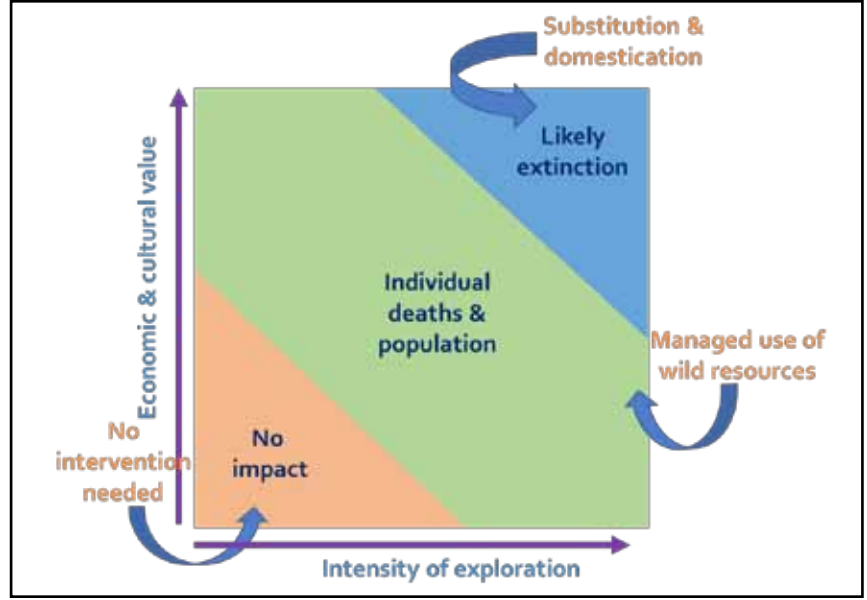 Substitution &
domestication
Likely
extinction
Economic & cultural value
Individual
deaths &
population
Managed use of
wild resources
No
intervention
needed
No
impact
Intensity of exploration